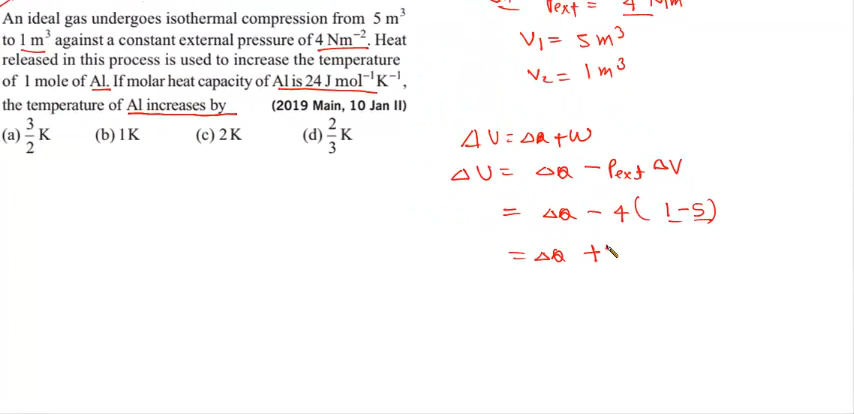 Pext = 4 Nm
An ideal gas undergoes isothermal compression from 5 m³
to 1 m³ against a constant external pressure of 4 Nm⁻². Heat
released in this process is used to increase the temperature
of 1 mole of Al. If molar heat capacity of Al is 24 J mol⁻¹K⁻¹,
the temperature of Al increases by (2019 Main, 10 Jan II)
(a) 3/2 K (b) 1 K (c) 2 K (d) 2/3 K
V₁ = 5 m³
V₂ = 1 m³
ΔU = ΔQ + W
ΔU = ΔQ - Pext ΔV
= ΔQ - 4 ( 1-5)
= ΔQ +